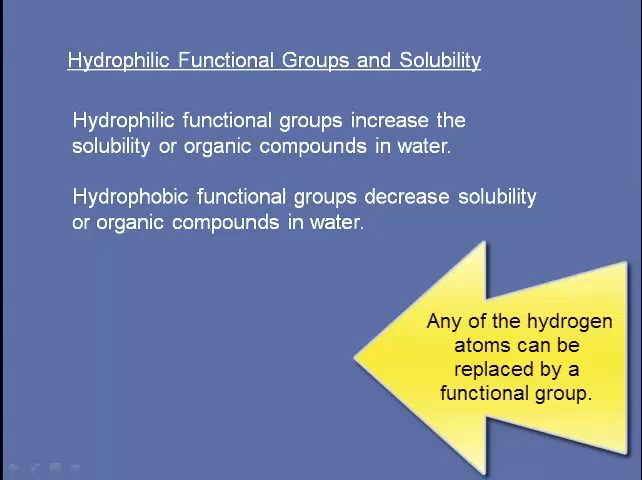 Hydrophilic Functional Groups and Solubility
Hydrophilic functional groups increase the
solubility or organic compounds in water.
Hydrophobic functional groups decrease solubility
or organic compounds in water.
Any of the hydrogen
atoms can be
replaced by a
functional group.